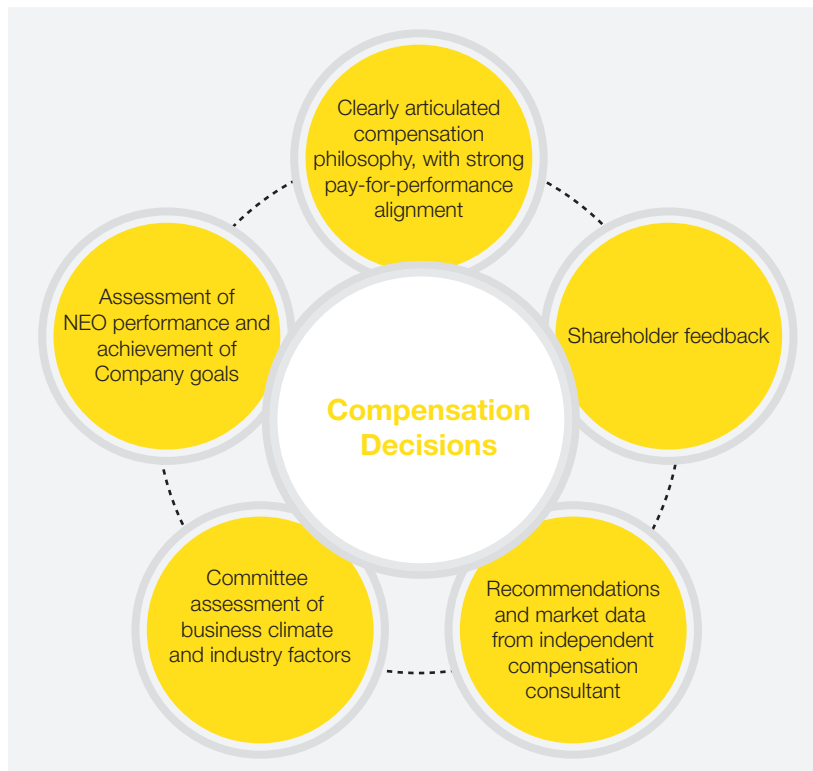 Clearly articulated
compensation
philosophy, with strong
pay-for-performance
alignment
Shareholder feedback
Recommendations
and market data
from independent
compensation
consultant
Committee
assessment of
business climate
and industry factors
Assessment of
NEO performance and
achievement of
Company goals
Compensation
Decisions